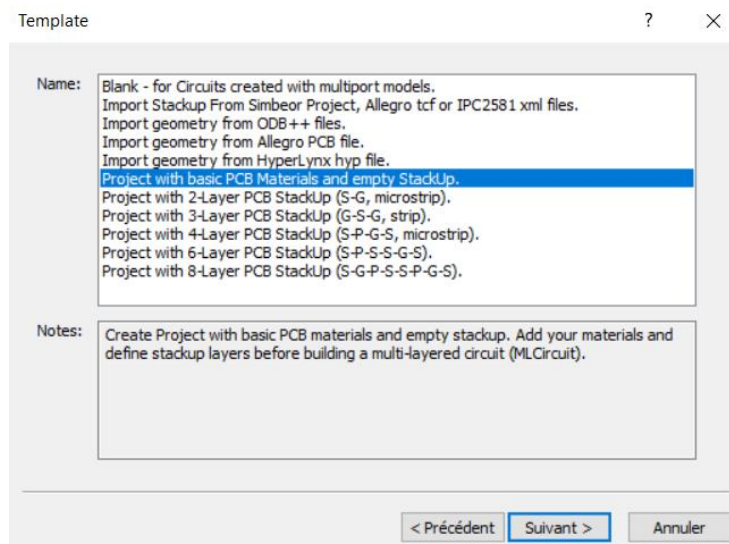 Template
?
Name:
Blank - for Circuits created with multiport models.
Import Stackup From Simbeor Project, Allegro tcf or IPC2581 xml files.
Import geometry from ODB++ files.
Import geometry from Allegro PCB file.
Import geometry from HyperLynx hyp file.
Project with basic PCB Materials and empty StackUp.
Project with 2-Layer PCB StackUp (S-G, microstrip).
Project with 3-Layer PCB StackUp (G-S-G, strip).
Project with 4-Layer PCB StackUp (S-P-G-S, microstrip).
Project with 6-Layer PCB StackUp (S-P-S-S-G-S).
Project with 8-Layer PCB StackUp (S-G-P-S-S-P-G-S).
Notes:
Create Project with basic PCB materials and empty stackup. Add your materials and
define stackup layers before building a multi-layered circuit (MLCircuit).
< Précédent
Suivant >
Annuler